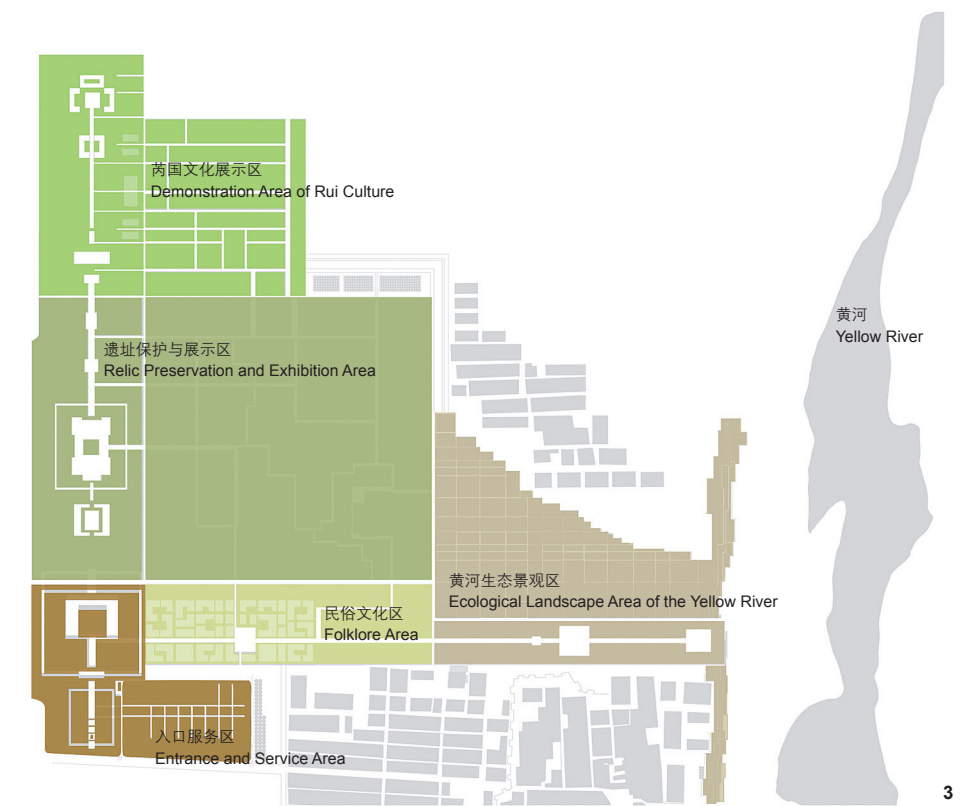 芮国文化展示区
Demonstration Area of Rui Culture
黄河
Yellow River
遗址保护与展示区
Relic Preservation and Exhibition Area
黄河生态景观区
Ecological Landscape Area of the Yellow River
民俗文化区
Folklore Area
入口服务区
Entrance and Service Area
3